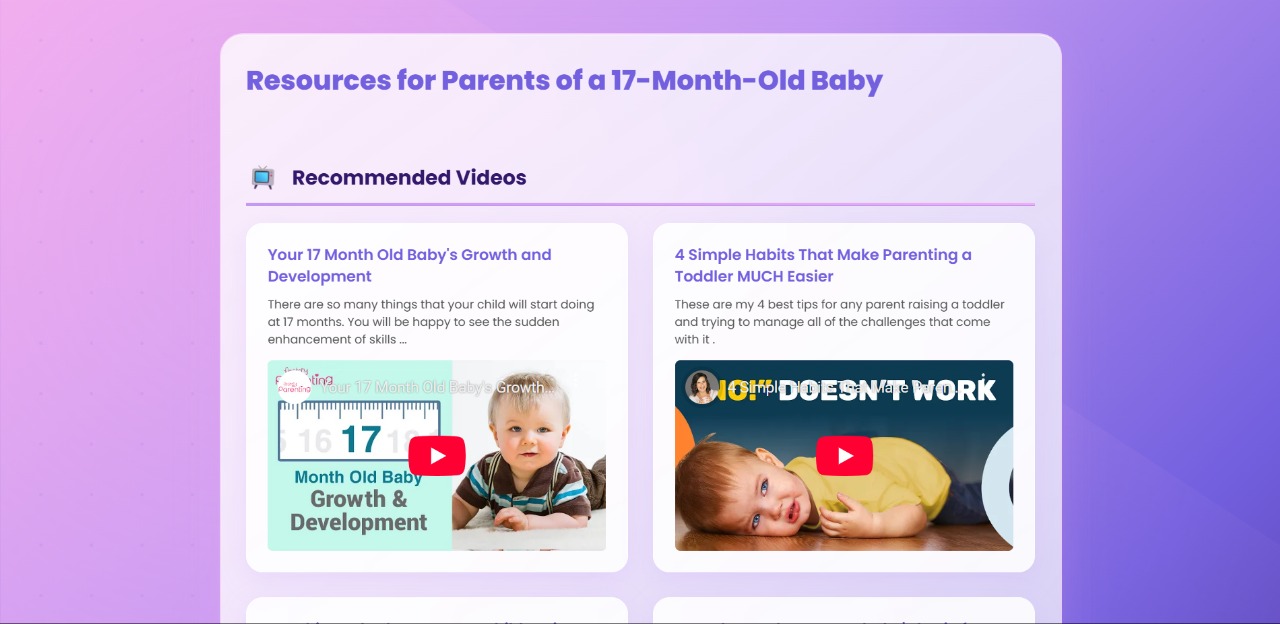 Resources for Parents of a 17-Month-Old Baby
Recommended Videos
Your 17 Month Old Baby's Growth and
Development
There are so many things that your child will start doing
at 17 months. You will be happy to see the sudden
enhancement of skills ...
Your 17 Month Old Baby's Growth...
16 17 18
Month Old Baby
Growth &
Development
4 Simple Habits That Make Parenting a
Toddler MUCH Easier
These are my 4 best tips for any parent raising a toddler
and trying to manage all of the challenges that come
with it .
4 Simple Habits That Make Paren...
"NO!" DOESN'T WORK